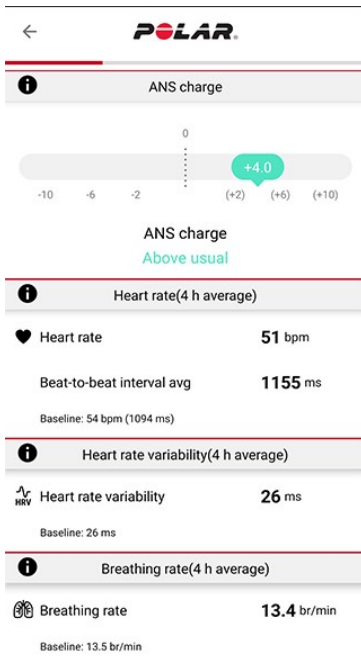 POLAR.
ANS charge
0
+4.0
-10 -6 -2 (+2) (+6) (+10)
ANS charge
Above usual
Heart rate(4 h average)
Heart rate 51 bpm
Beat-to-beat interval avg 1155 ms
Baseline: 54 bpm (1094 ms)
Heart rate variability(4 h average)
HRV Heart rate variability 26 ms
Baseline: 26 ms
Breathing rate(4 h average)
Breathing rate 13.4 br/min
Baseline: 13.5 br/min